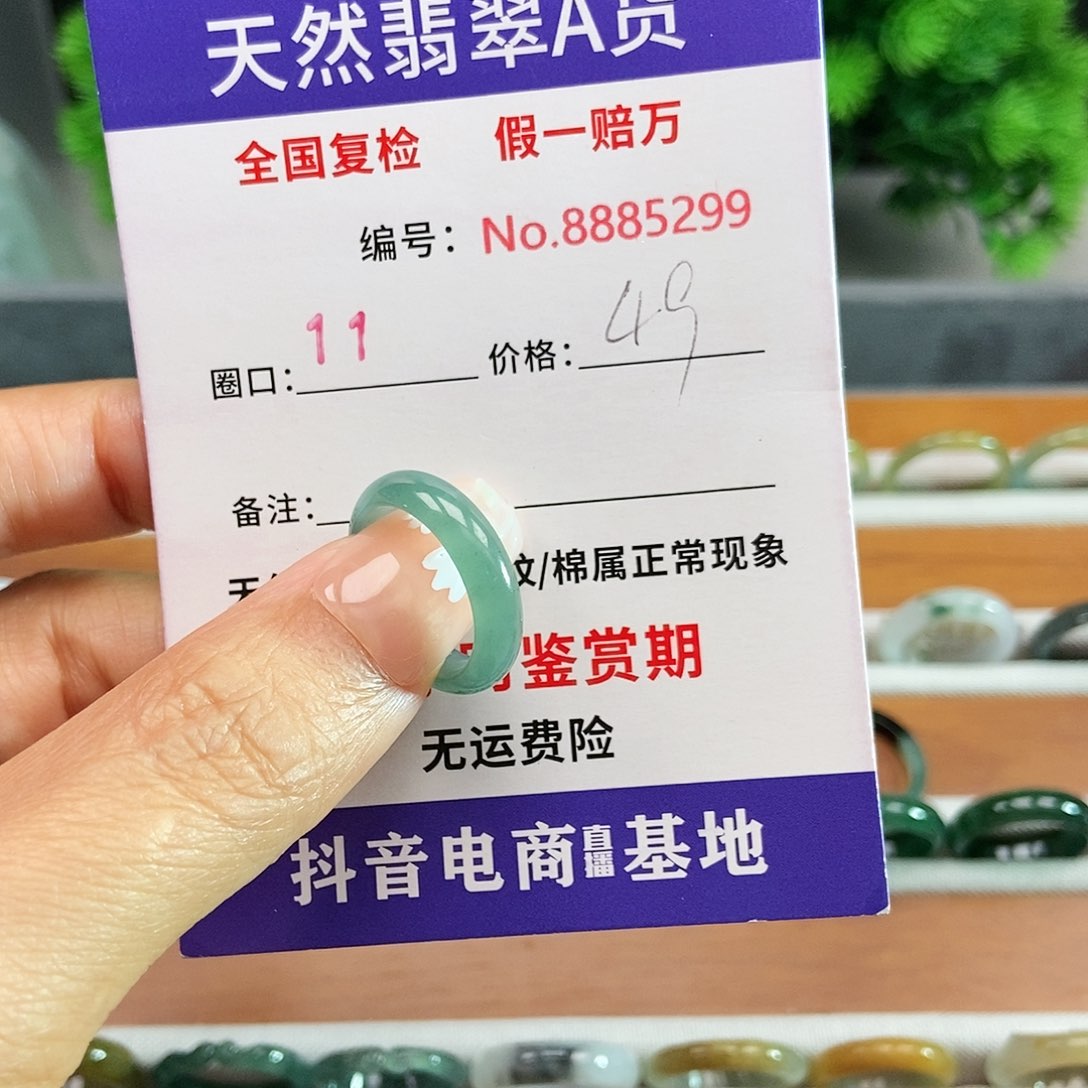 天然翡翠A货
全国复检 假一赔万
编号：No.8885299
圈口：11 价格：49
备注：
纹/棉属正常现象
鉴赏期
无运费险
抖音电商直播基地